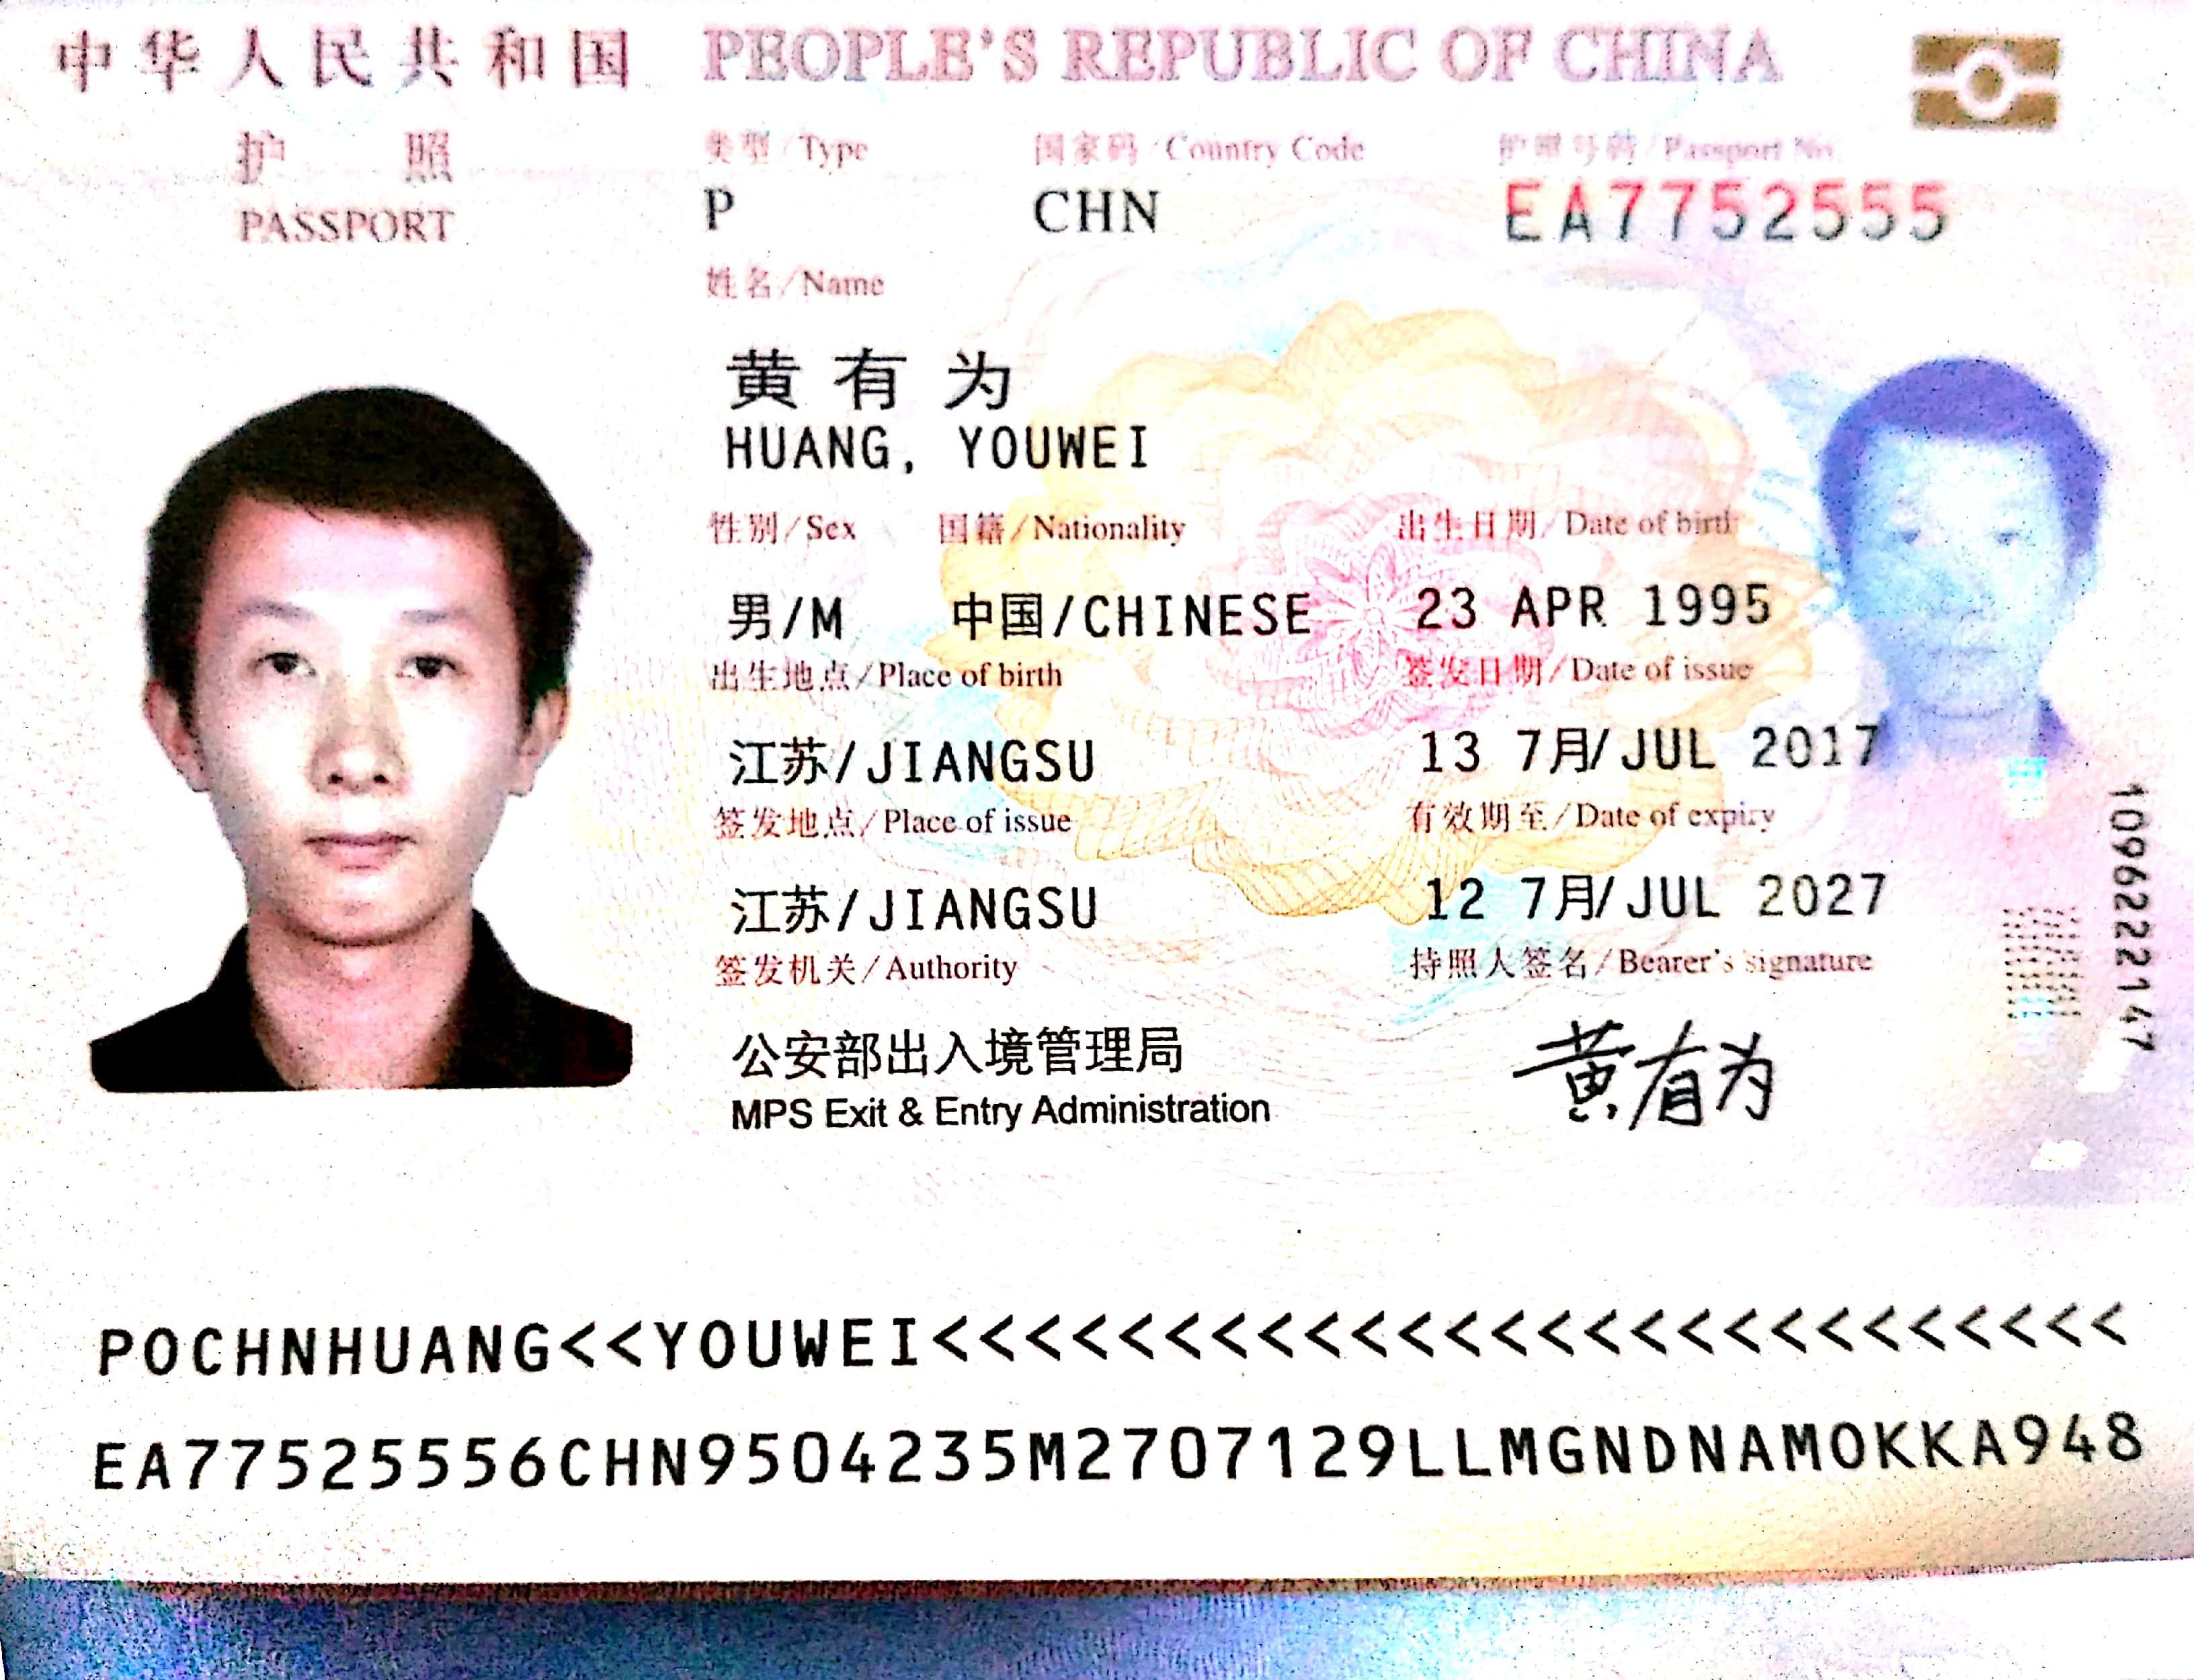 中华人民共和国 PEOPLE'S REPUBLIC OF CHINA
护照 类型/Type 国家码/Country Code 护照号码/Passport No.
PASSPORT P CHN EA7752555
姓名/Name
黄有为
HUANG, YOUWEI
性别/Sex 国籍/Nationality 出生日期/Date of birth
男/M 中国/CHINESE 23 APR 1995
出生地点/Place of birth 签发日期/Date of issue
江苏/JIANGSU 13 7月/JUL 2017
签发地点/Place of issue 有效期至/Date of expiry
江苏/JIANGSU 12 7月/JUL 2027
签发机关/Authority 持照人签名/Bearer's signature
公安部出入境管理局 黄有为
MPS Exit & Entry Administration
10962222147
POCHNHUANG<<YOUWEI<<<<<<<<<<<<<<<<<<<<<<<<<<
EA77525556CHN9504235M2707129LLMGNDNAMOKKA948